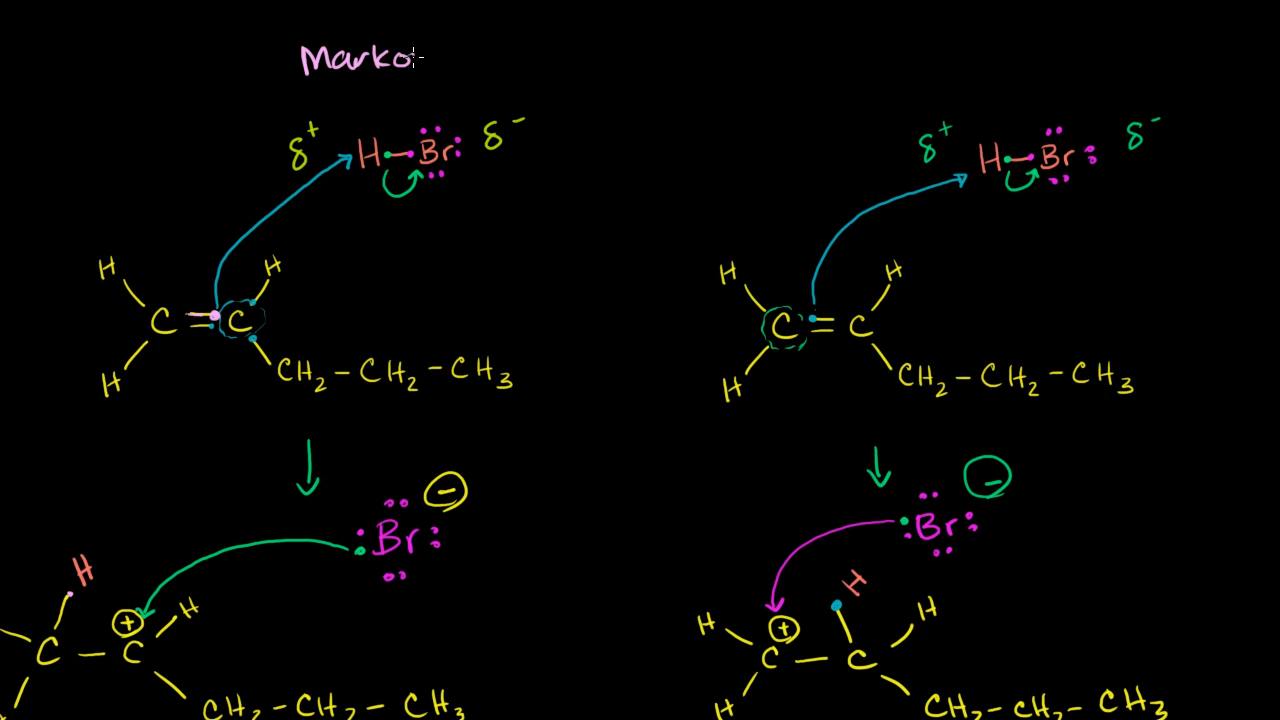 Marko
δ+ H-Br: δ-
δ+ H-Br: δ-
H H
H H
C=C
C=C
H CH2-CH2-CH3
H CH2-CH2-CH3
-
-
:Br:
:Br:
H
H
+ H
H + H
C-C
C-C
CH2-CH2-CH3
H CH2-CH2-CH3